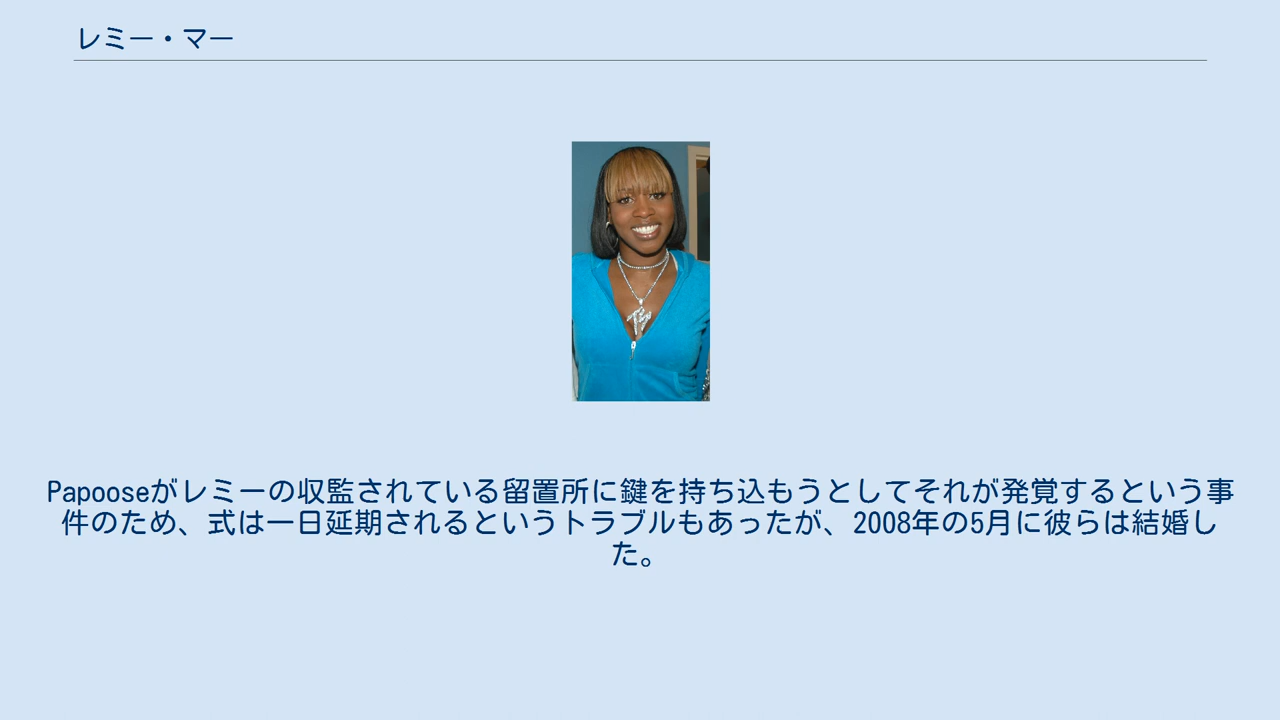 レミー・マー
Papooseがレミーの収監されている留置所に鍵を持ち込もうとしてそれが発覚するという事
件のため、式は一日延期されるというトラブルもあったが、2008年の5月に彼らは結婚し
た。